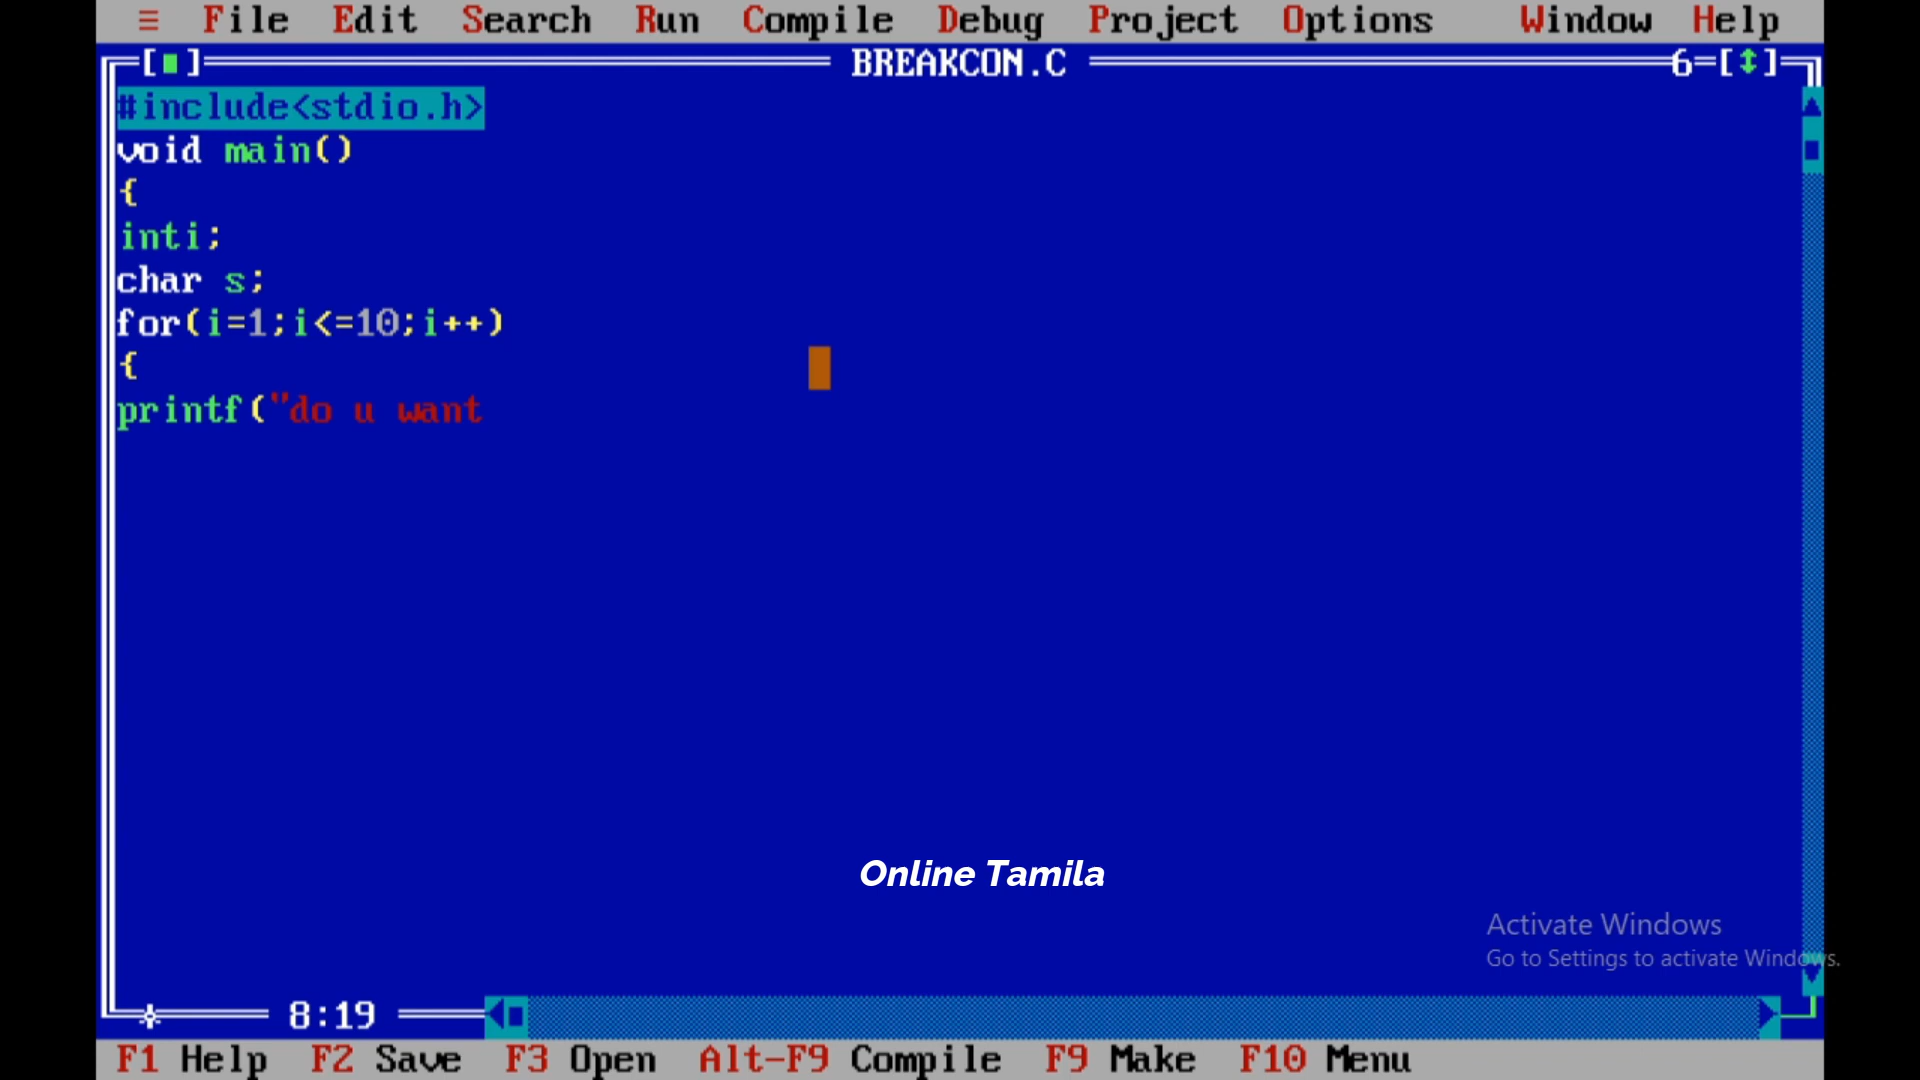 ≡ File Edit Search Run Compile Debug Project Options Window Help
[■] BREAKCON.C 6=[↕]
#include<stdio.h>
void main()
{
inti;
char s;
for(i=1;i<=10;i++)
{
printf("do u want
Online Tamila
Activate Windows
Go to Settings to activate Windows.
8:19
F1 Help F2 Save F3 Open Alt-F9 Compile F9 Make F10 Menu